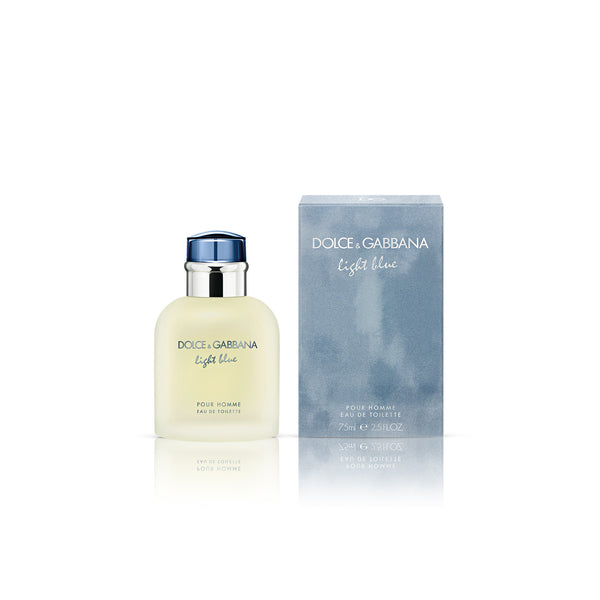 DOLCE & GABBANA
light blue
POUR HOMME
EAU DE TOILETTE
DOLCE & GABBANA
light blue
POUR HOMME
EAU DE TOILETTE
75ml ℮ 2.5FL.OZ.